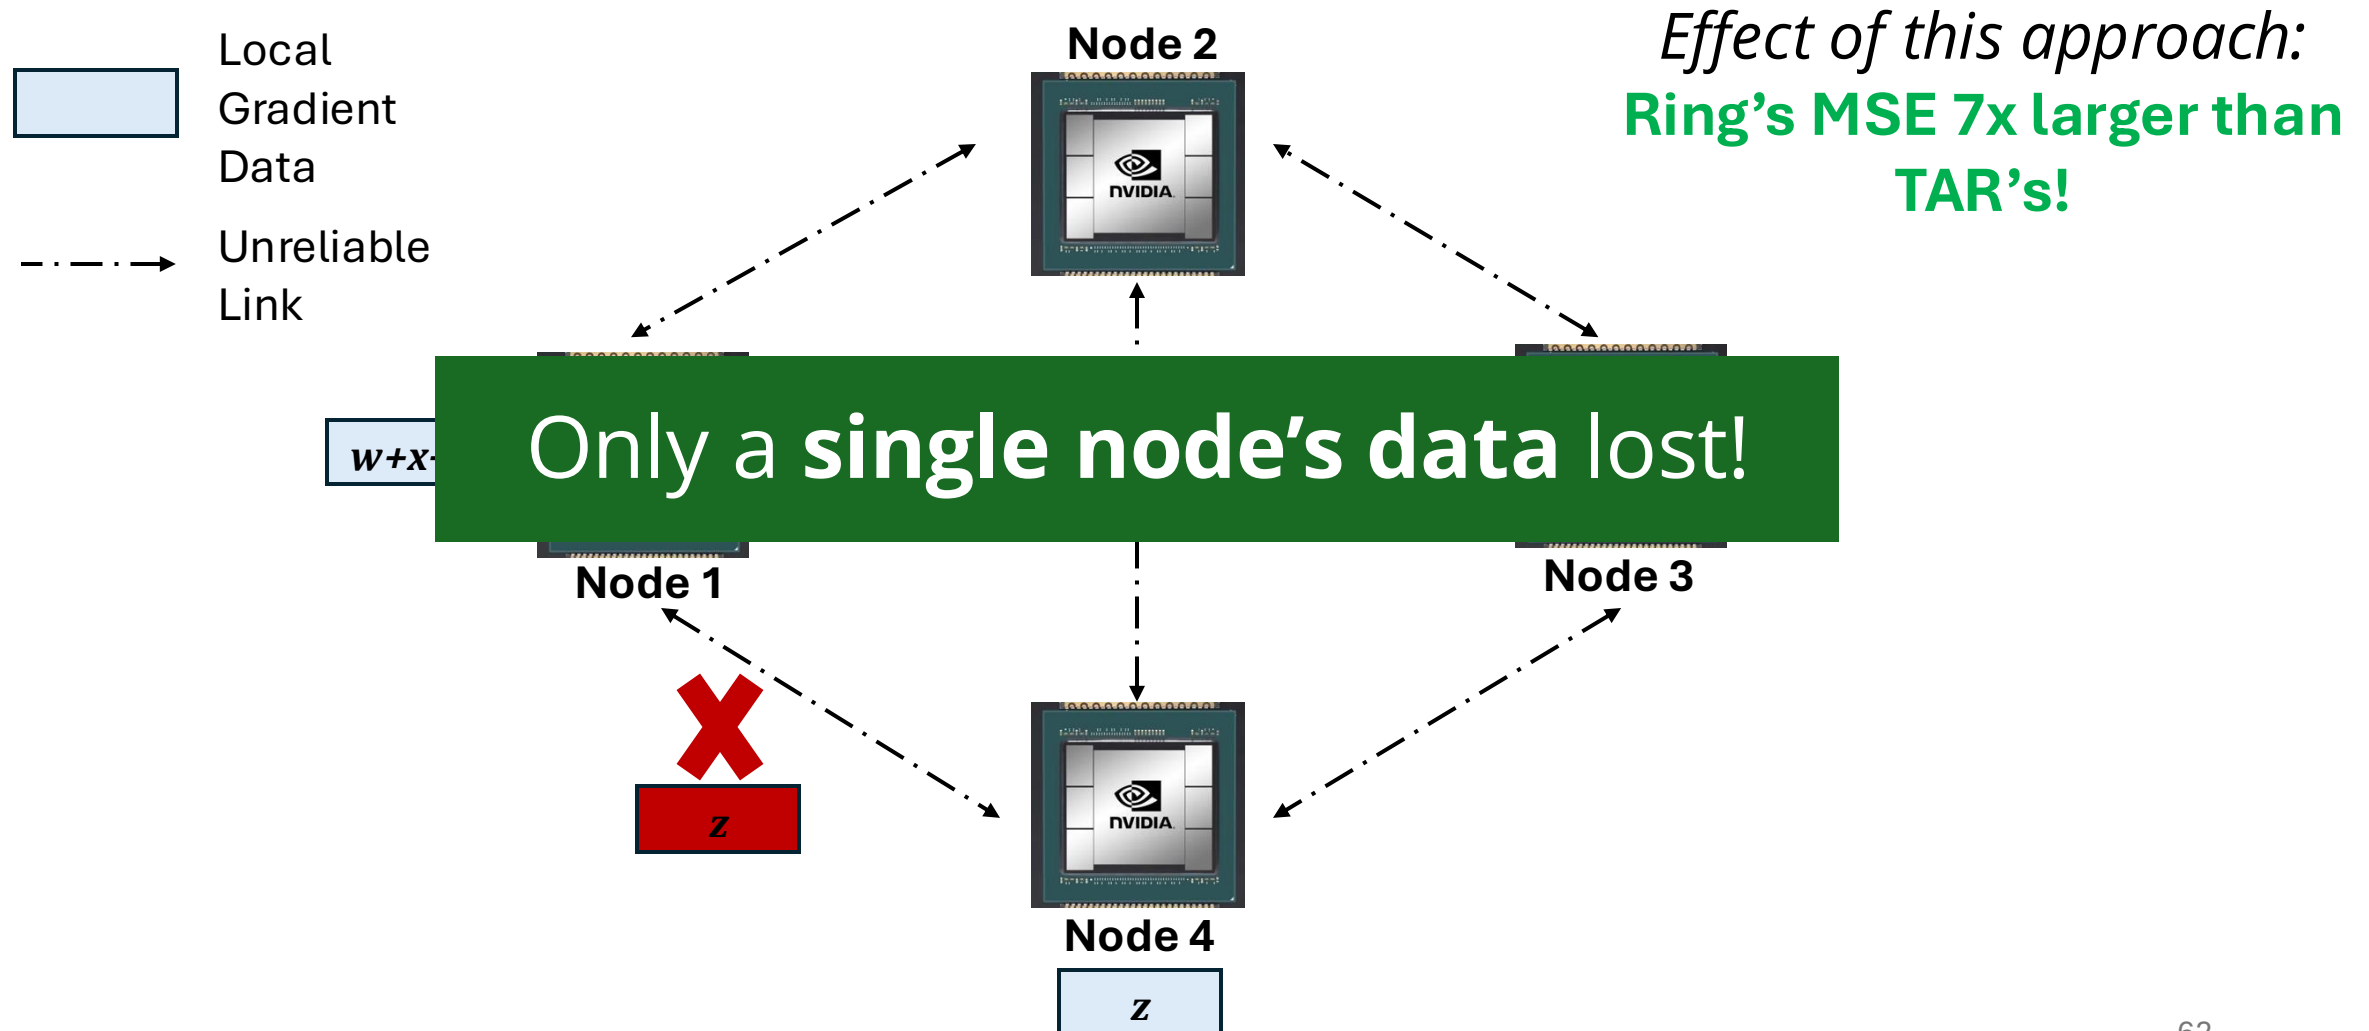 Local
Gradient
Data
Unreliable
Link
Node 2
Effect of this approach:
Ring’s MSE 7x larger than
TAR’s!
NVIDIA
w+x-
Only a single node’s data lost!
Node 1
Node 3
z
NVIDIA
Node 4
z